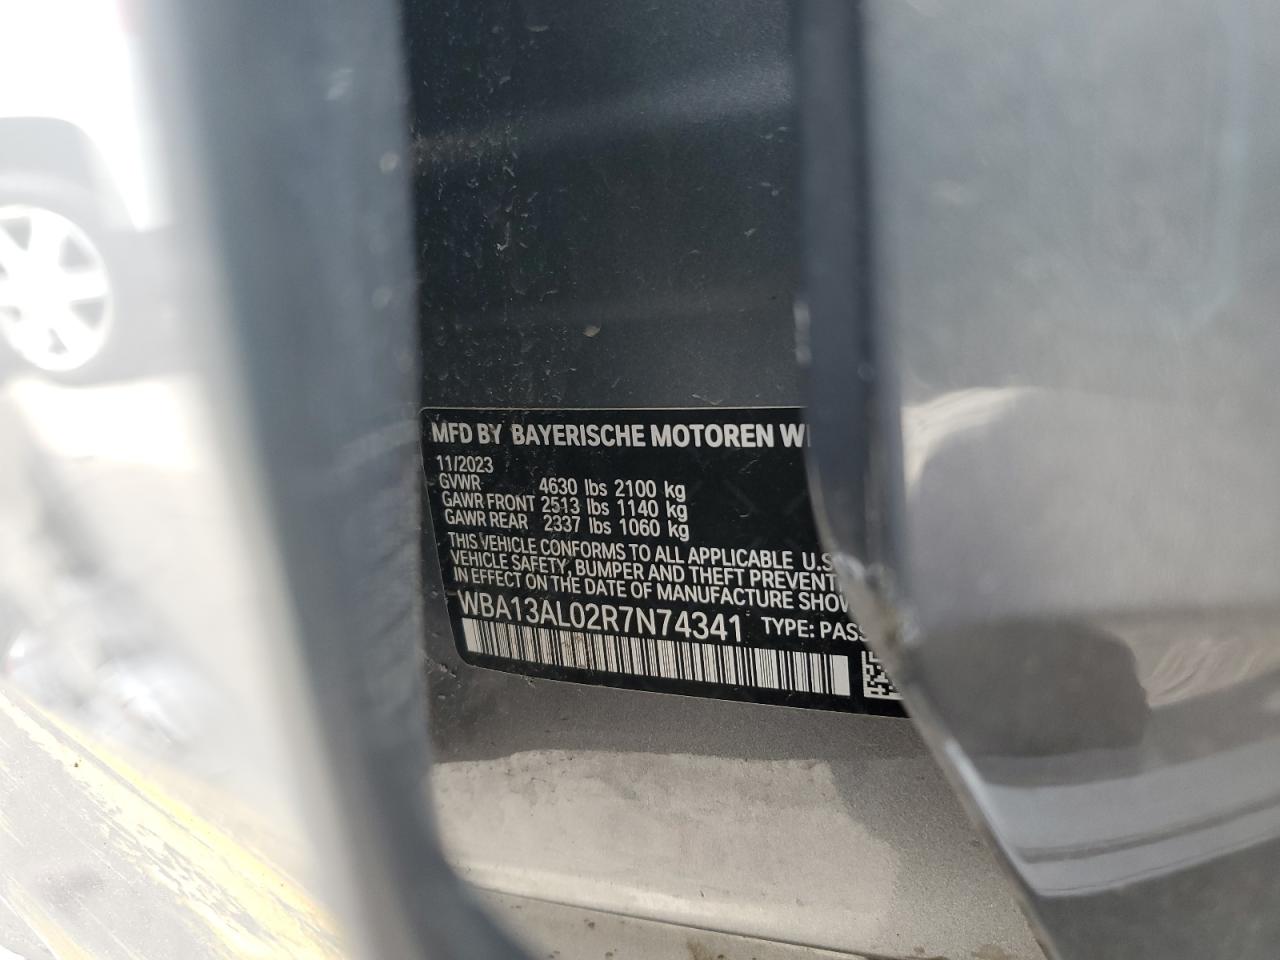 MFD BY BAYERISCHE MOTOREN
11/2023
GVWR 4630 lbs 2100 kg
GAWR FRONT 2513 lbs 1140 kg
GAWR REAR 2337 lbs 1060 kg
THIS VEHICLE CONFORMS TO ALL APPLICABLE U.S
VEHICLE SAFETY, BUMPER AND THEFT PREVENT
IN EFFECT ON THE DATE OF MANUFACTURE SHOW
WBA13AL02R7N74341 TYPE: PASS